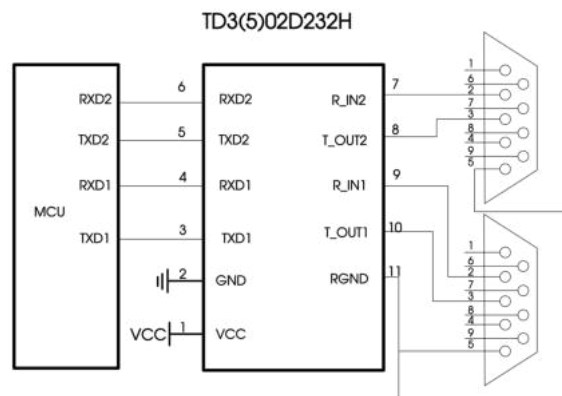 TD3(5)02D232H
MCU
RXD2
TXD2
RXD1
TXD1
6
5
4
3
2
1
VCC
RXD2
TXD2
RXD1
TXD1
GND
VCC
R_IN2
T_OUT2
R_IN1
T_OUT1
RGND
7
8
9
10
11
1
6
2
7
3
8
4
9
5
1
6
2
7
3
8
4
9
5